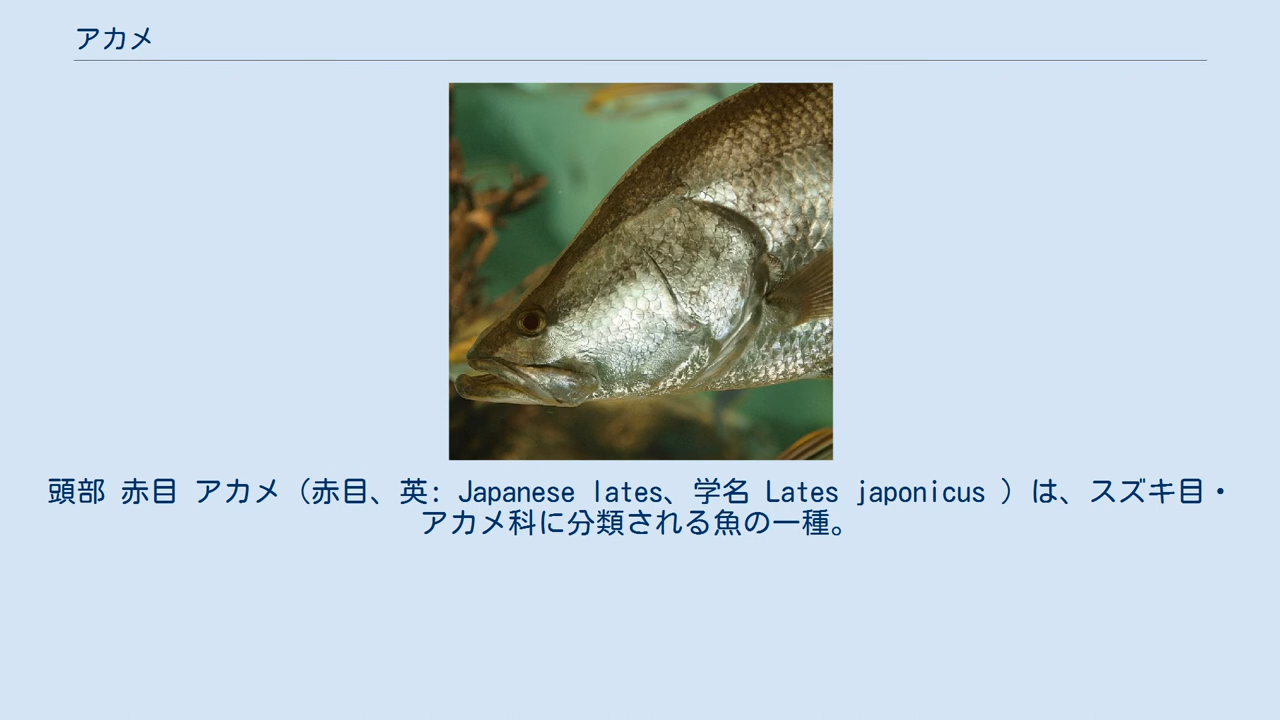 アカメ
頭部 赤目 アカメ（赤目、英: Japanese lates、学名 Lates japonicus ）は、スズキ目・
アカメ科に分類される魚の一種。